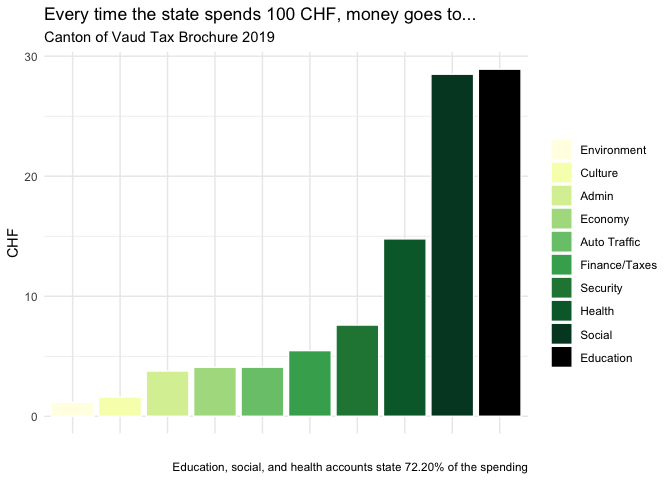 Every time the state spends 100 CHF, money goes to...
Canton of Vaud Tax Brochure 2019
30
20
10
0
CHF
Environment
Culture
Admin
Economy
Auto Traffic
Finance/Taxes
Security
Health
Social
Education
Education, social, and health accounts state 72.20% of the spending